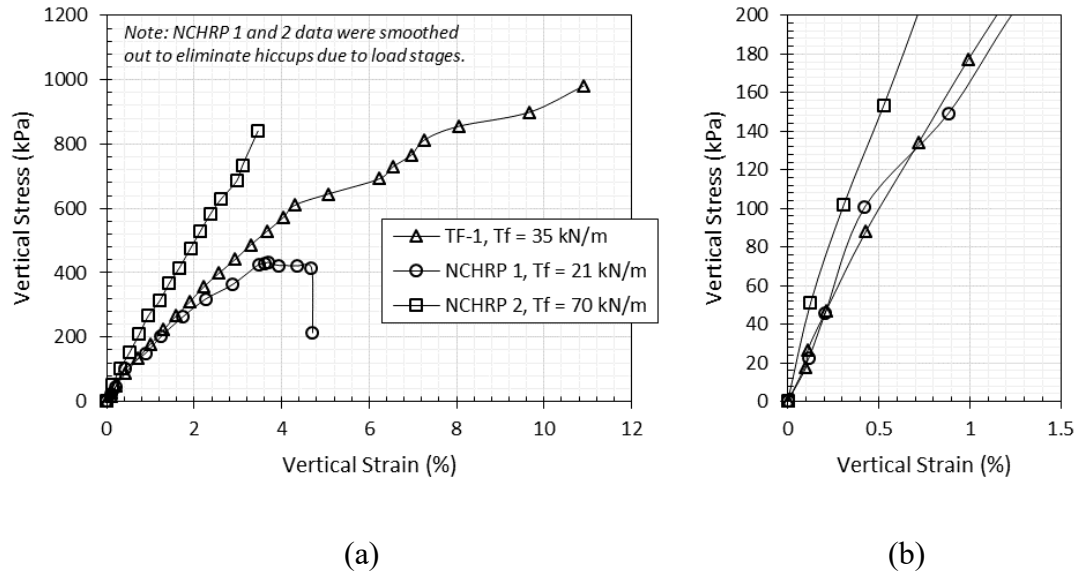 1200
1000
800
600
400
200
0
Vertical Stress (kPa)
Note: NCHRP 1 and 2 data were smoothed
out to eliminate hiccups due to load stages.
TF-1, Tf = 35 kN/m
NCHRP 1, Tf = 21 kN/m
NCHRP 2, Tf = 70 kN/m
0 2 4 6 8 10 12
Vertical Strain (%)
(a)
200
180
160
140
120
100
80
60
40
20
0
Vertical Stress (kPa)
0 0.5 1 1.5
Vertical Strain (%)
(b)